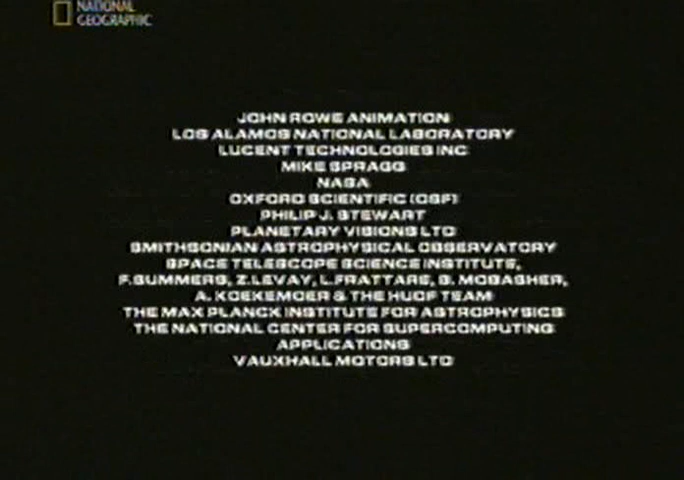 NATIONAL
GEOGRAPHIC
JOHN ROWE ANIMATION
LOS ALAMOS NATIONAL LABORATORY
LUCENT TECHNOLOGIES INC
MIKE SPRAGG
NASA
OXFORD SCIENTIFIC (OSF)
PHILIP J. STEWART
PLANETARY VISIONS LTD
SMITHSONIAN ASTROPHYSICAL OBSERVATORY
SPACE TELESCOPE SCIENCE INSTITUTE,
F.SUMMERS, Z.LEVAY, L.FRATTARE, B. MOBASHER,
A. KOEKEMOER & THE HUDF TEAM
THE MAX PLANCK INSTITUTE FOR ASTROPHYSICS
THE NATIONAL CENTER FOR SUPERCOMPUTING
APPLICATIONS
VAUXHALL MOTORS LTD